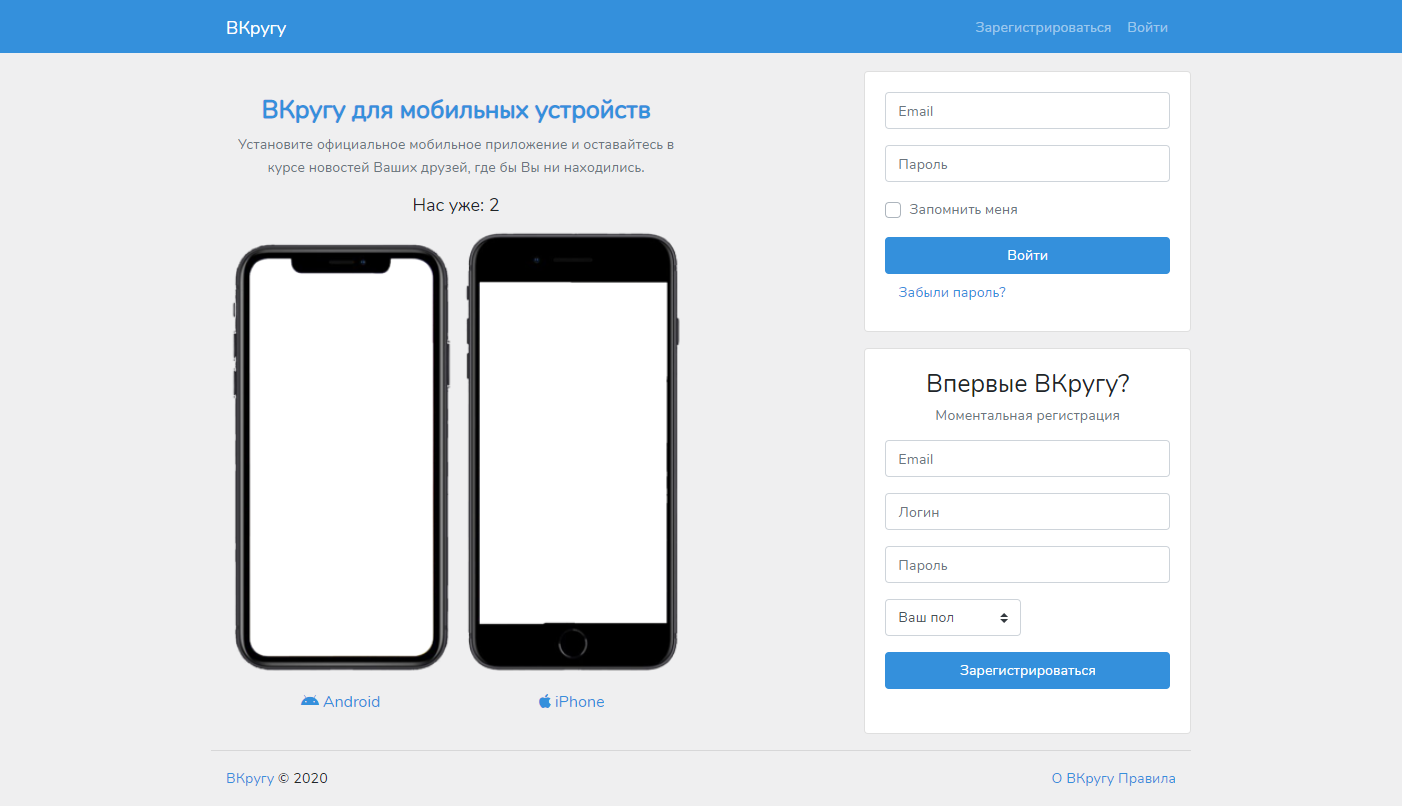 ВКругу
Зарегистрироваться Войти
ВКругу для мобильных устройств
Установите официальное мобильное приложение и оставайтесь в
курсе новостей Ваших друзей, где бы Вы ни находились.
Нас уже: 2
Android
iPhone
Email
Пароль
Запомнить меня
Войти
Забыли пароль?
Впервые ВКругу?
Моментальная регистрация
Email
Логин
Пароль
Ваш пол
Зарегистрироваться
ВКругу © 2020
О ВКругу Правила